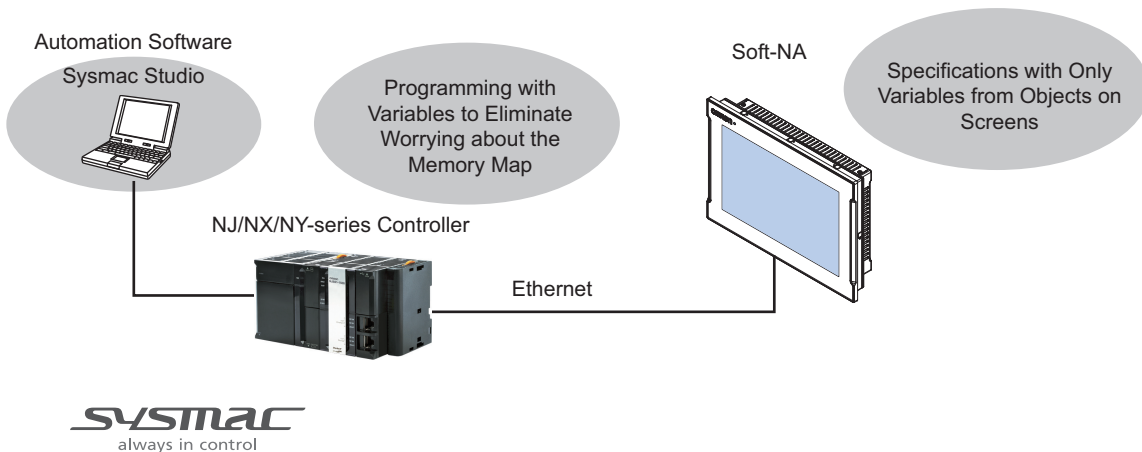 Automation Software
Sysmac Studio
Programming with
Variables to Eliminate
Worrying about the
Memory Map
Soft-NA
Specifications with Only
Variables from Objects on
Screens
NJ/NX/NY-series Controller
Ethernet
sysmac
always in control